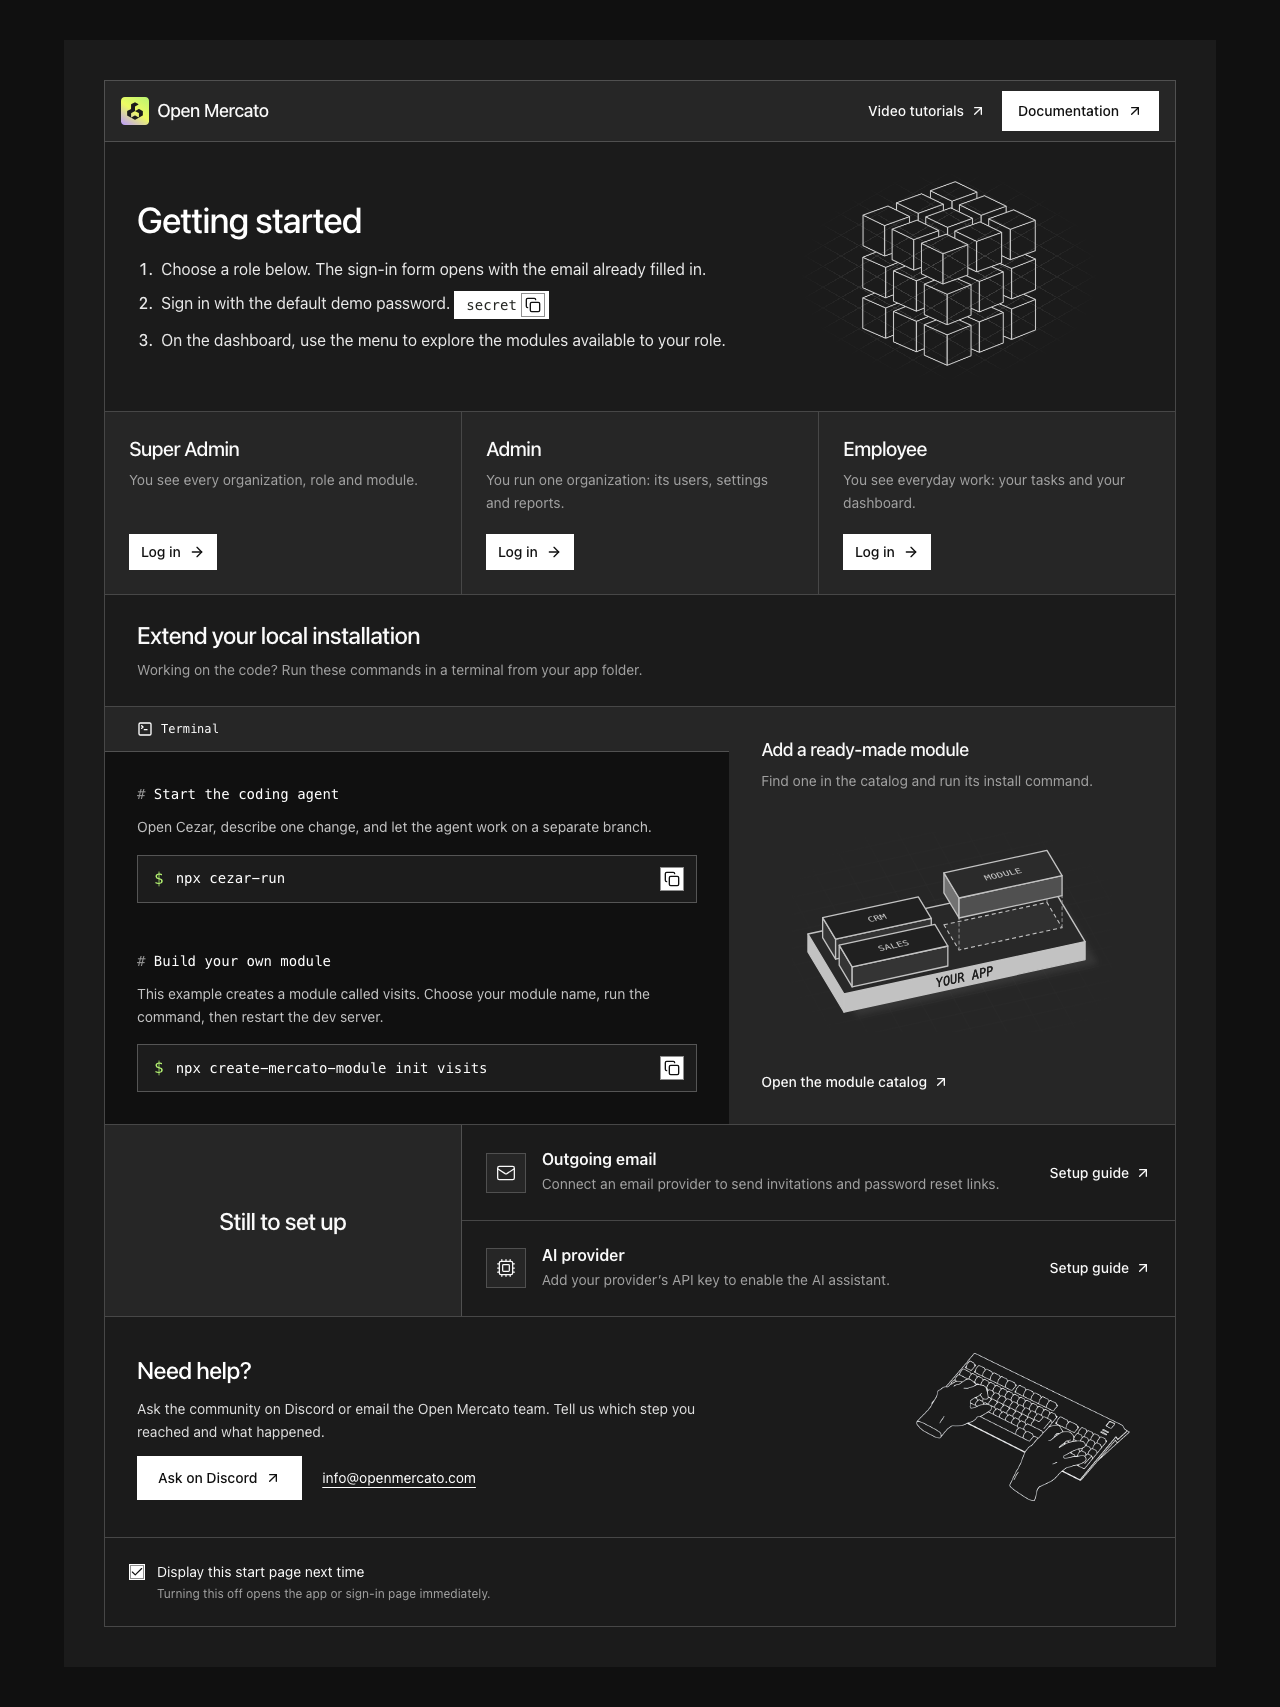 Open Mercato
Video tutorials
Documentation
Getting started
1. Choose a role below. The sign-in form opens with the email already filled in.
2. Sign in with the default demo password. secret
3. On the dashboard, use the menu to explore the modules available to your role.
Super Admin
You see every organization, role and module.
Log in
Admin
You run one organization: its users, settings
and reports.
Log in
Employee
You see everyday work: your tasks and your
dashboard.
Log in
Extend your local installation
Working on the code? Run these commands in a terminal from your app folder.
Terminal
# Start the coding agent
Open Cezar, describe one change, and let the agent work on a separate branch.
$ npx cezar-run
# Build your own module
This example creates a module called visits. Choose your module name, run the
command, then restart the dev server.
$ npx create-mercato-module init visits
Add a ready-made module
Find one in the catalog and run its install command.
MODULE
CRM
SALES
YOUR APP
Open the module catalog
Still to set up
Outgoing email
Connect an email provider to send invitations and password reset links.
Setup guide
AI provider
Add your provider’s API key to enable the AI assistant.
Setup guide
Need help?
Ask the community on Discord or email the Open Mercato team. Tell us which step you
reached and what happened.
Ask on Discord
info@openmercato.com
Display this start page next time
Turning this off opens the app or sign-in page immediately.